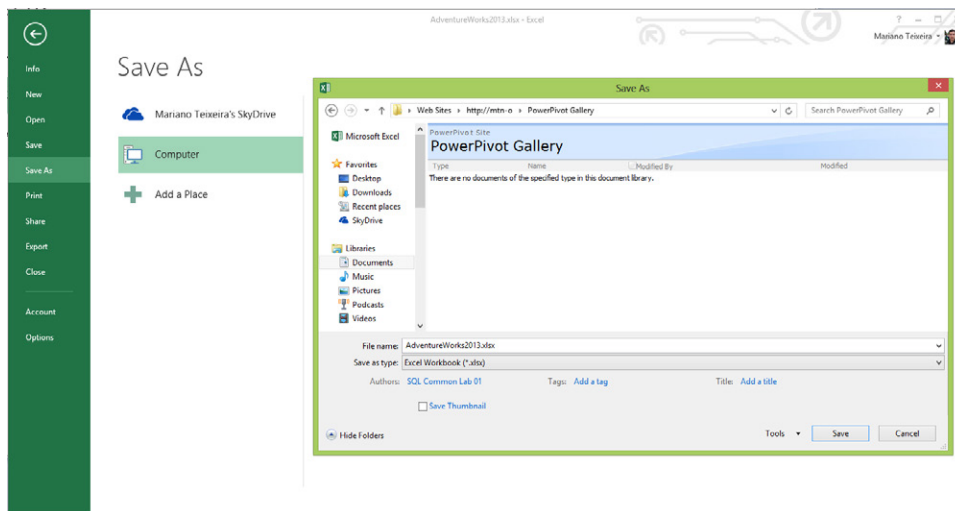 AdventureWorks2013.xlsx - Excel
?
Mariano Teixeira
Info
New
Open
Save
Save As
Print
Share
Export
Close
Account
Options
Save As
Mariano Teixeira's SkyDrive
Computer
Add a Place
Save As
Web Sites
http://mtn-o
PowerPivot Gallery
Search PowerPivot Gallery
Microsoft Excel
Favorites
Desktop
Downloads
Recent places
SkyDrive
Libraries
Documents
Music
Pictures
Podcasts
Videos
PowerPivot Site
PowerPivot Gallery
Type Name Modified By Modified
There are no documents of the specified type in this document library.
File name: AdventureWorks2013.xlsx
Save as type: Excel Workbook (*.xlsx)
Authors: SQL Common Lab 01 Tags: Add a tag Title: Add a title
Save Thumbnail
Hide Folders
Tools Save Cancel